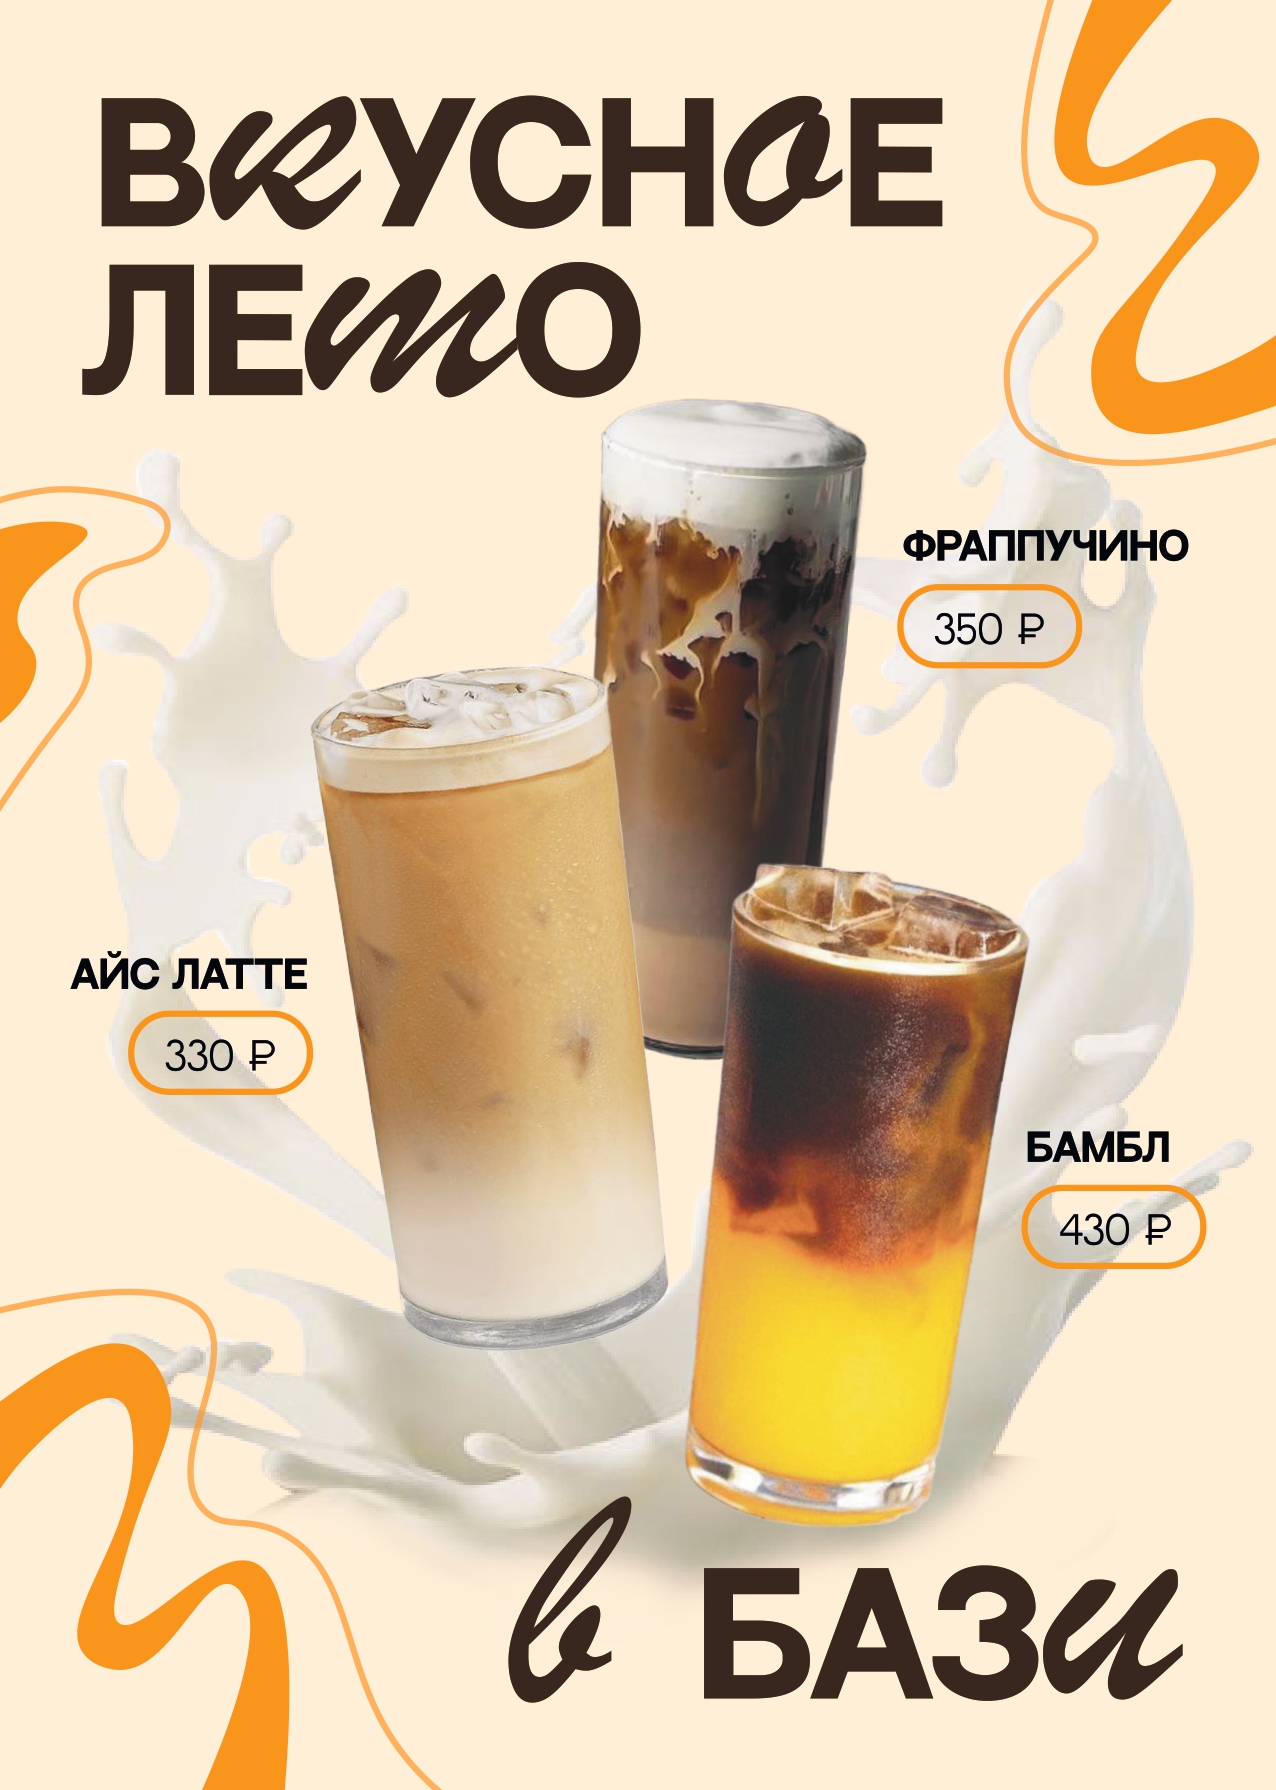 ВКУСНОЕ
ЛЕТО
ФРАППУЧИНО
350 ₽
АЙС ЛАТТЕ
330 ₽
БАМБЛ
430 ₽
в БАЗИ